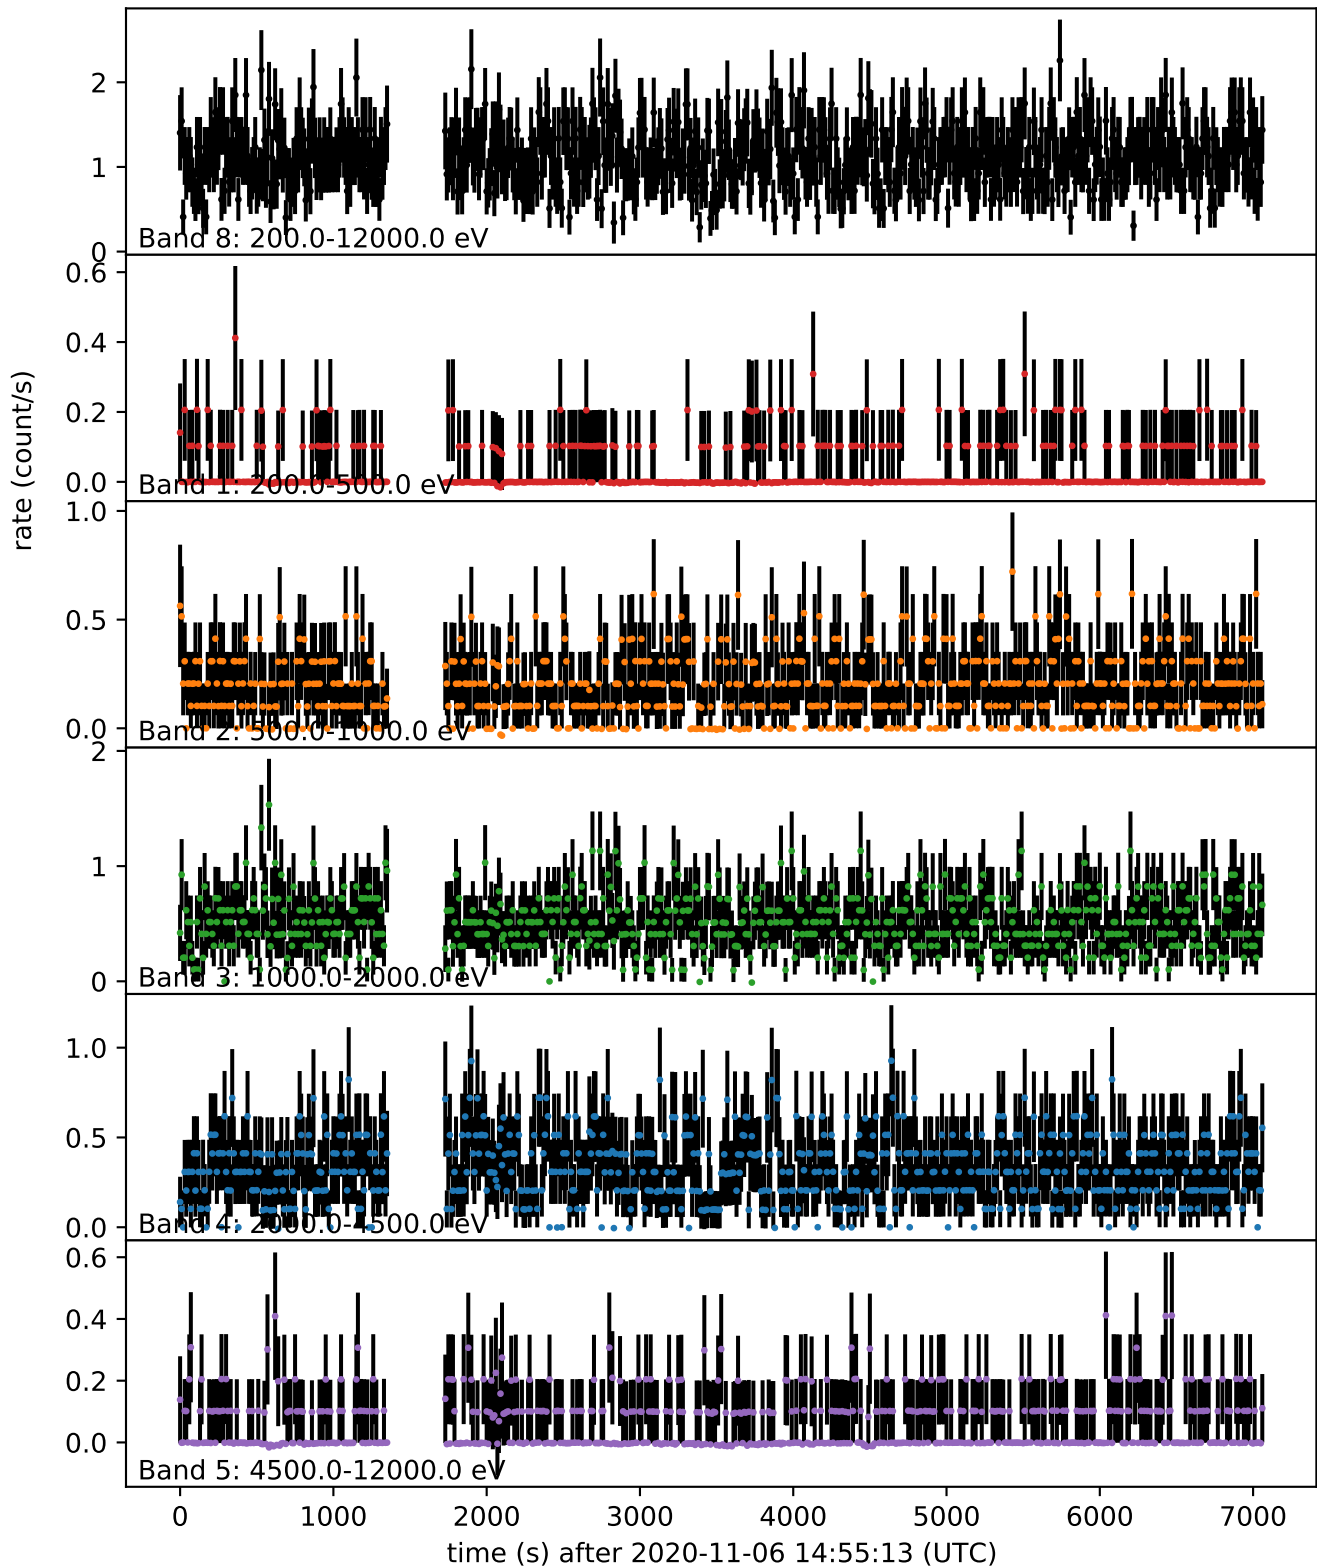 2
1
0
Band 8: 200.0-12000.0 eV
0.6
0.4
0.2
0.0
Band 1: 200.0-500.0 eV
rate (count/s)
1.0
0.5
0.0
Band 2: 500.0-1000.0 eV
2
1
0
Band 3: 1000.0-2000.0 eV
1.0
0.5
0.0
Band 4: 2000.0-4500.0 eV
0.6
0.4
0.2
0.0
Band 5: 4500.0-12000.0 eV
0 1000 2000 3000 4000 5000 6000 7000
time (s) after 2020-11-06 14:55:13 (UTC)